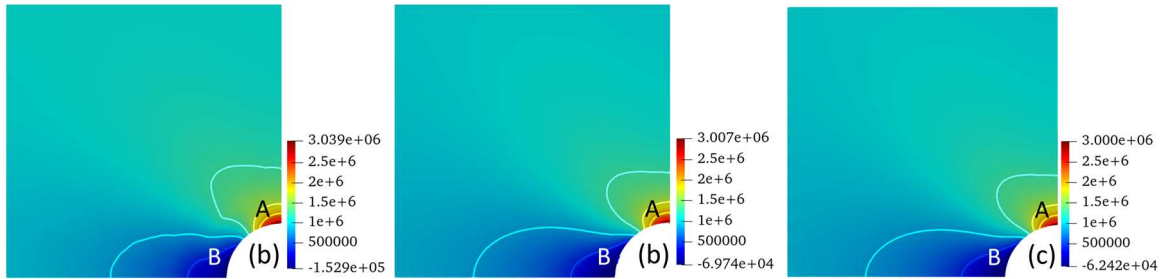 3.039e+06
2.5e+6
2e+6
1.5e+6
1e+6
500000
-1.529e+05
A
B
(b)
3.007e+06
2.5e+6
2e+6
1.5e+6
1e+6
500000
-6.974e+04
A
B
(b)
3.000e+06
2.5e+6
2e+6
1.5e+6
1e+6
500000
-6.242e+04
A
B
(c)